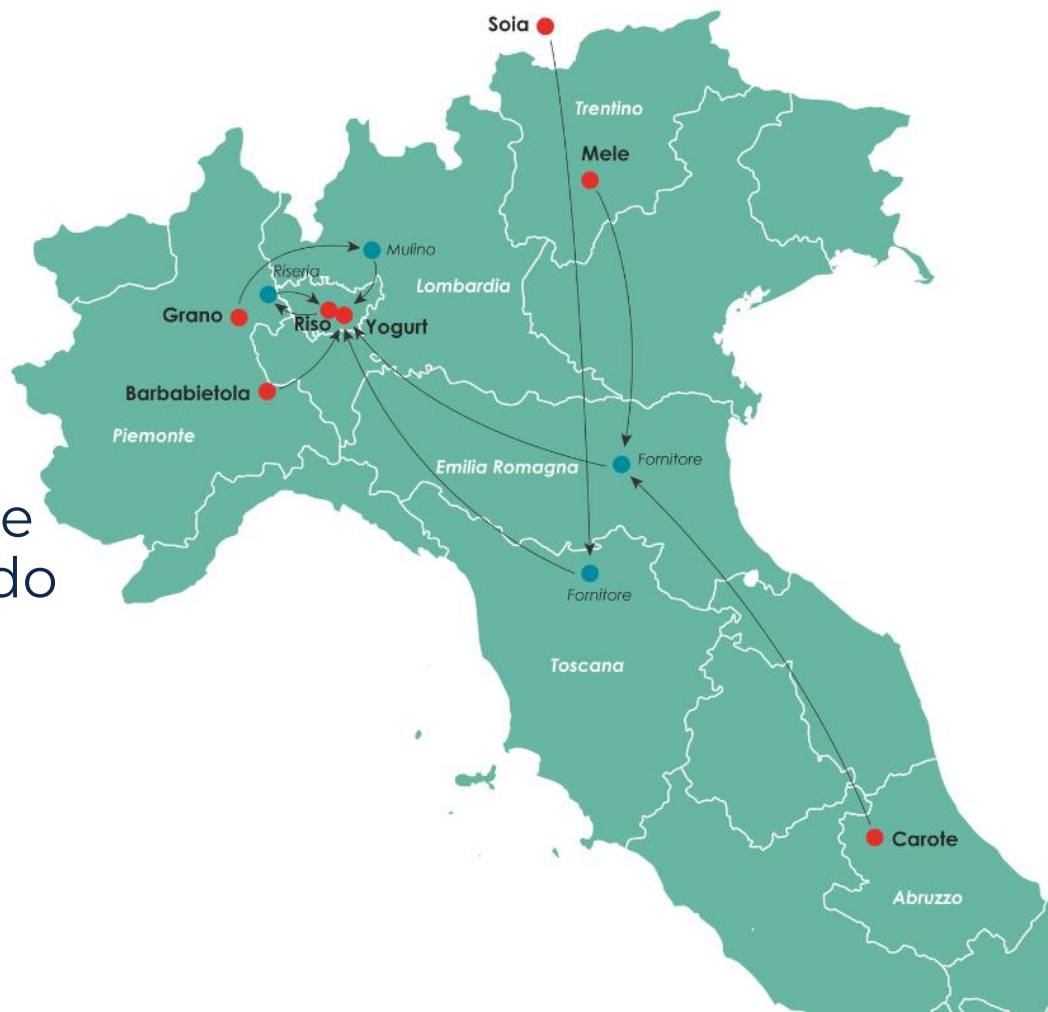 Soia
Trentino
Mele
Mulino
Riseria
Lombardia
Grano
Riso
Yogurt
Barbabietola
Piemonte
Emilia Romagna
Fornitore
e
do
Fornitore
Toscana
Carote
Abruzzo